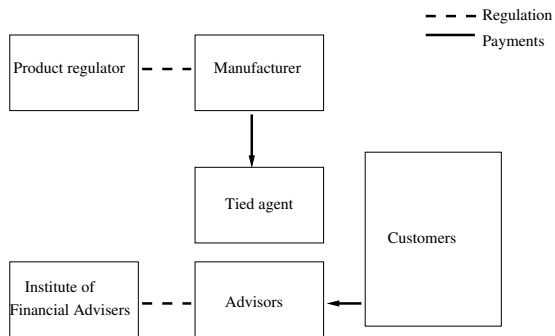 Regulation
Payments
Product regulator
Manufacturer
Tied agent
Customers
Institute of
Financial Advisers
Advisors